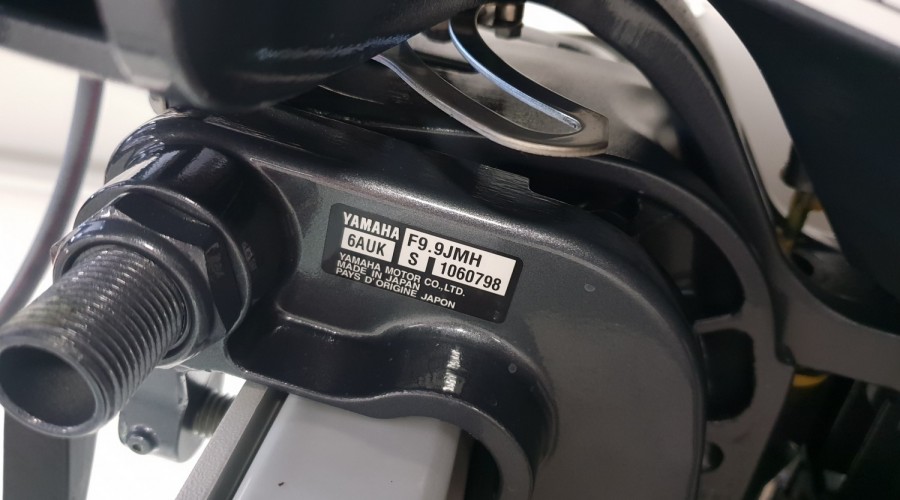 YAMAHA F9.9JMH
6AUK S 1060798
YAMAHA MOTOR CO.,LTD.
MADE IN JAPAN
PAYS D'ORIGINE JAPON